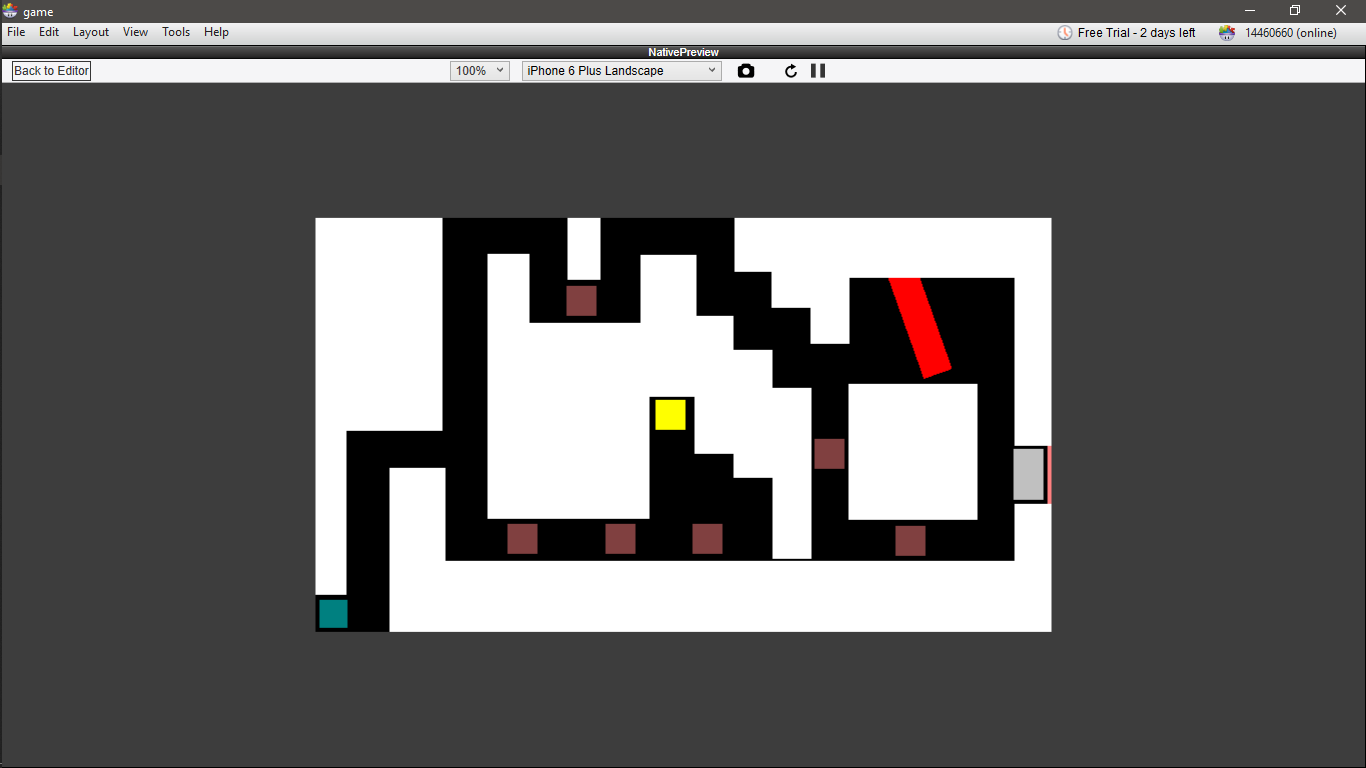 game
File Edit Layout View Tools Help
Free Trial - 2 days left
14460660 (online)
NativePreview
Back to Editor
100%
iPhone 6 Plus Landscape